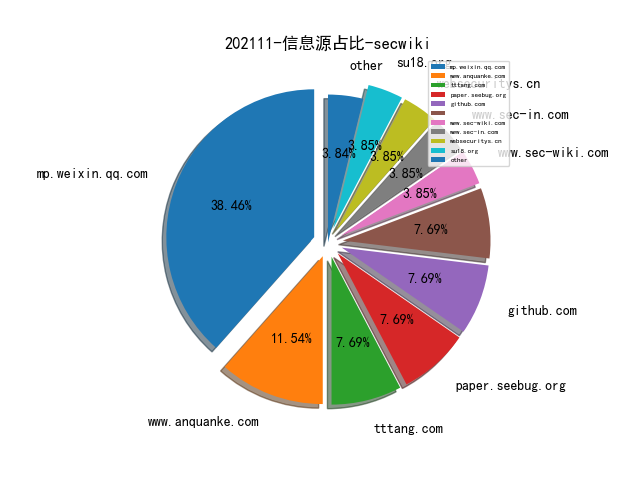 202111-信息源占比-secwiki
other
su18.org
websecuritys.cn
www.sec-in.com
www.sec-wiki.com
github.com
paper.seebug.org
tttang.com
www.anquanke.com
mp.weixin.qq.com
38.46%
11.54%
7.69%
7.69%
7.69%
7.69%
3.85%
3.85%
3.85%
3.85%
3.84%
mp.weixin.qq.com
www.anquanke.com
tttang.com
paper.seebug.org
github.com
www.sec-wiki.com
www.sec-in.com
websecuritys.cn
su18.org
other